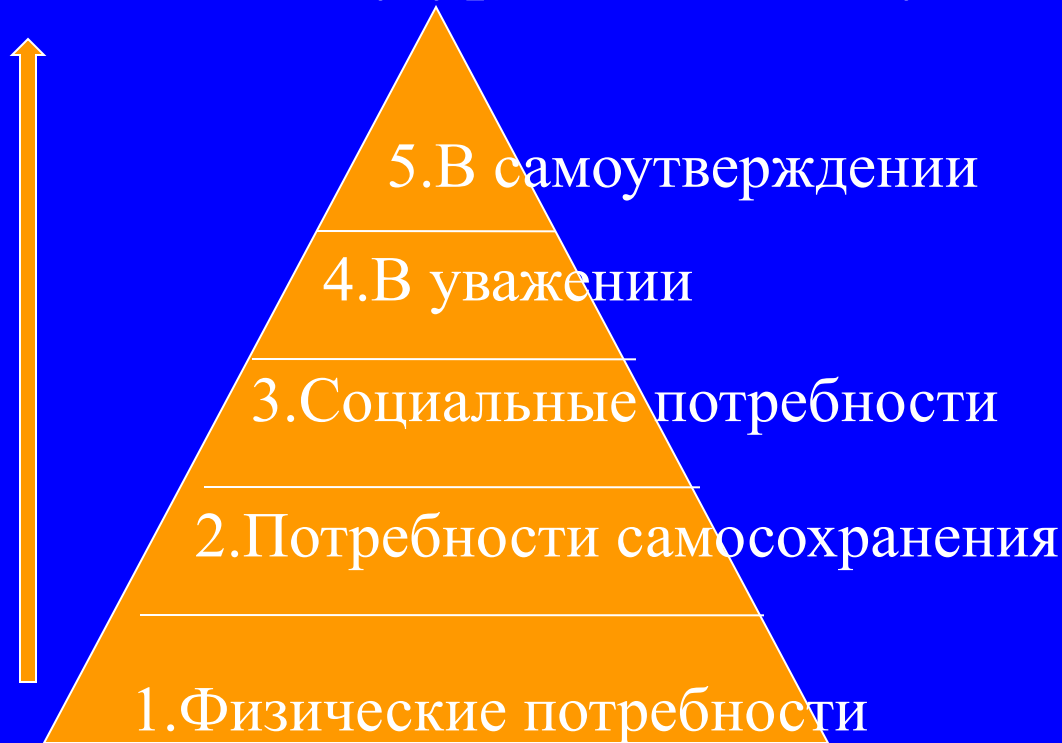 5.В самоутверждении
4.В уважении
3.Социальные потребности
2.Потребности самосохранения
1.Физические потребности